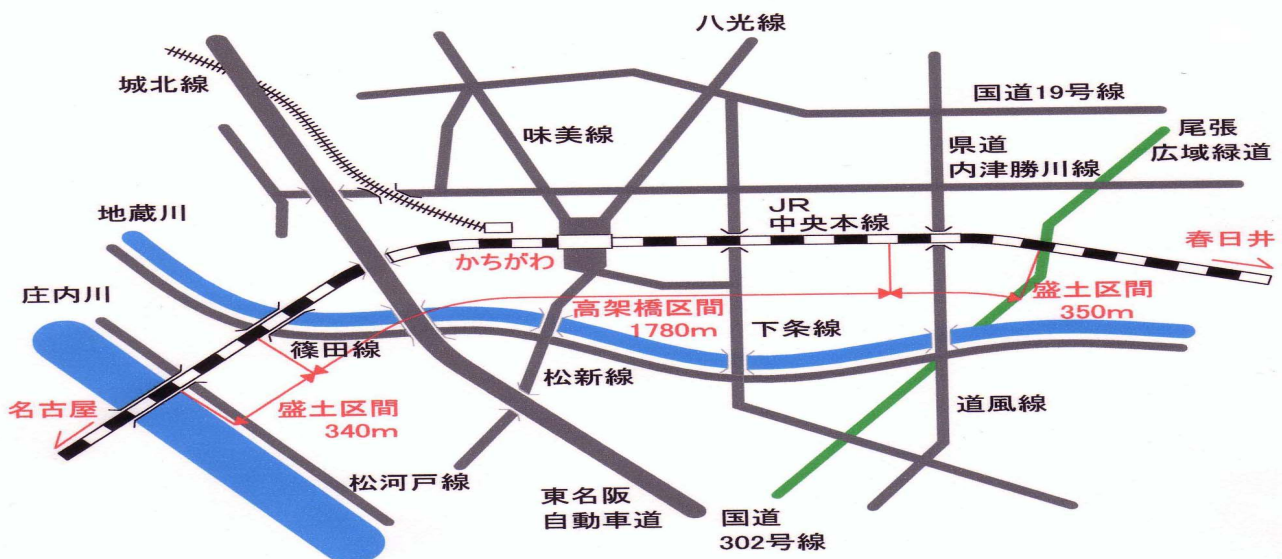 八光線
城北線
味美線
国道19号線
尾張
広域緑道
県道
内津勝川線
地蔵川
JR
中央本線
春日井
かちがわ
庄内川
高架橋区間
1780m
盛土区間
350m
下条線
篠田線
松新線
道風線
名古屋
盛土区間
340m
松河戸線
東名阪
自動車道
国道
302号線